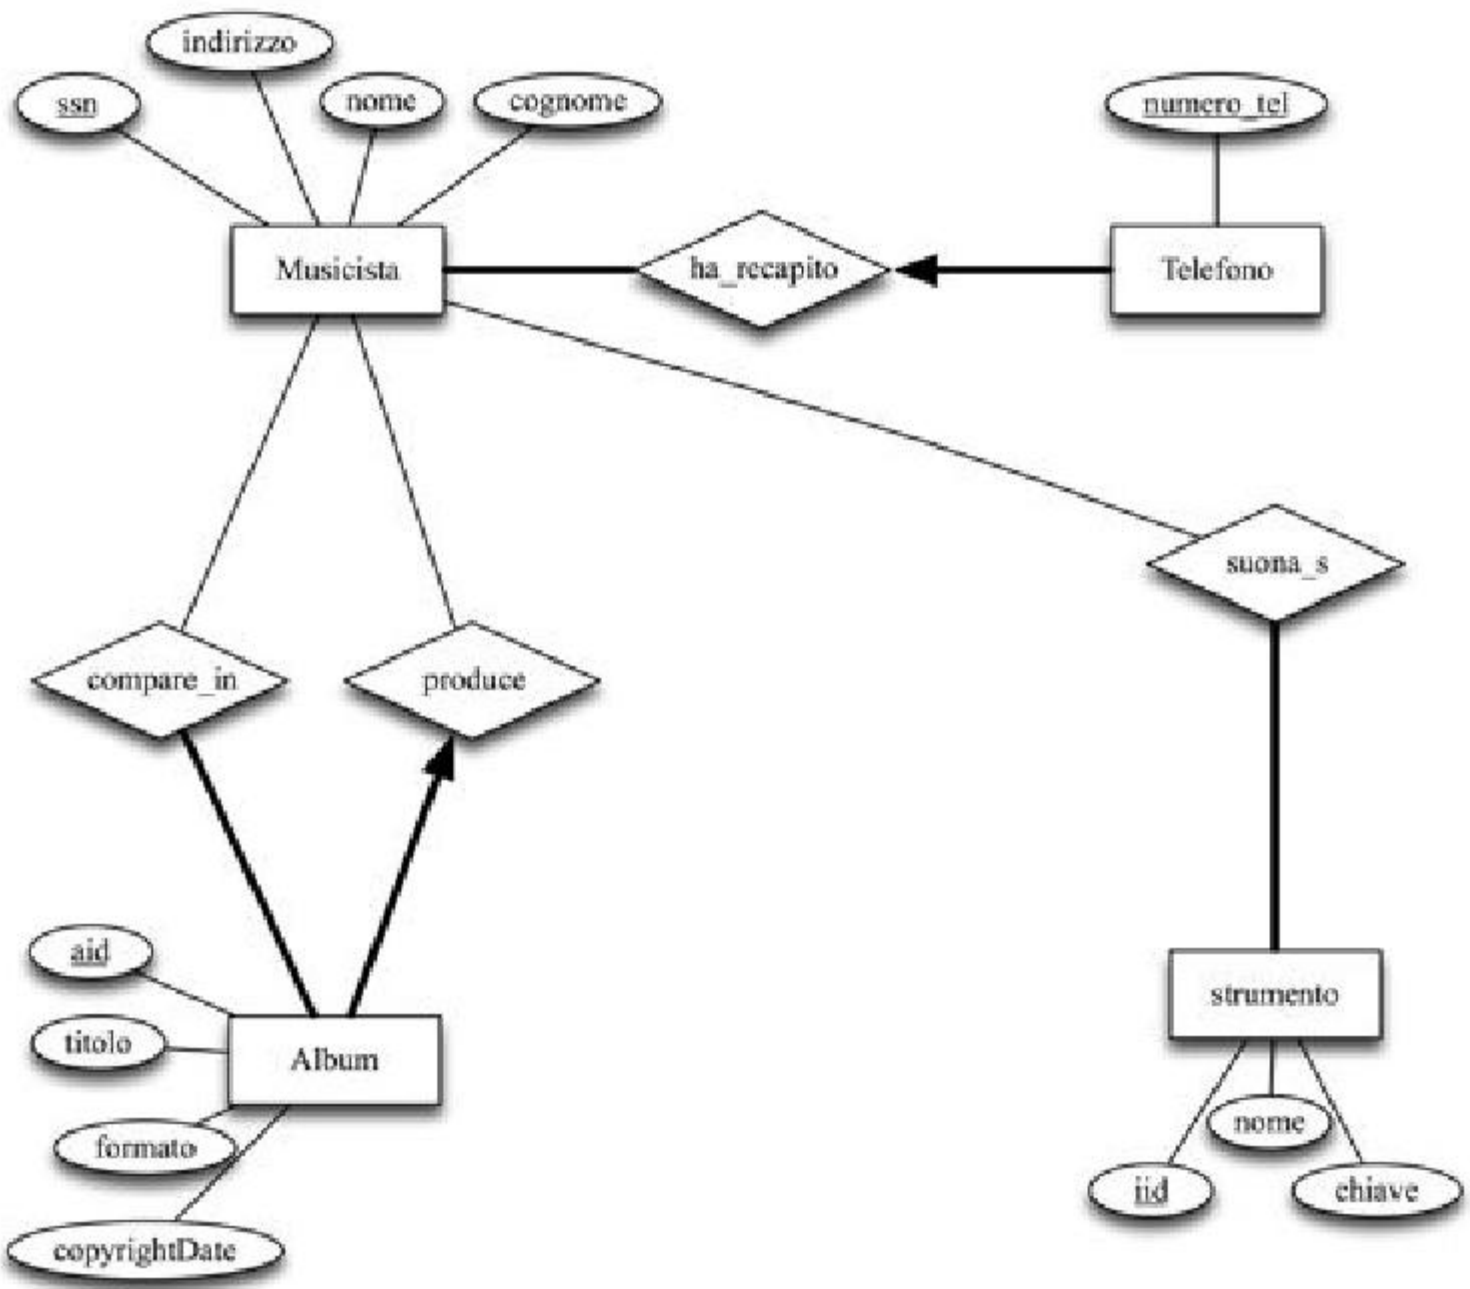 indirizzo
ssn
nome
cognome
numero_tel
Musicista
ha_recapito
Telefono
suona_s
compare_in
produce
aid
titolo
Album
formato
copyrightDate
strumento
nome
iid
chiave